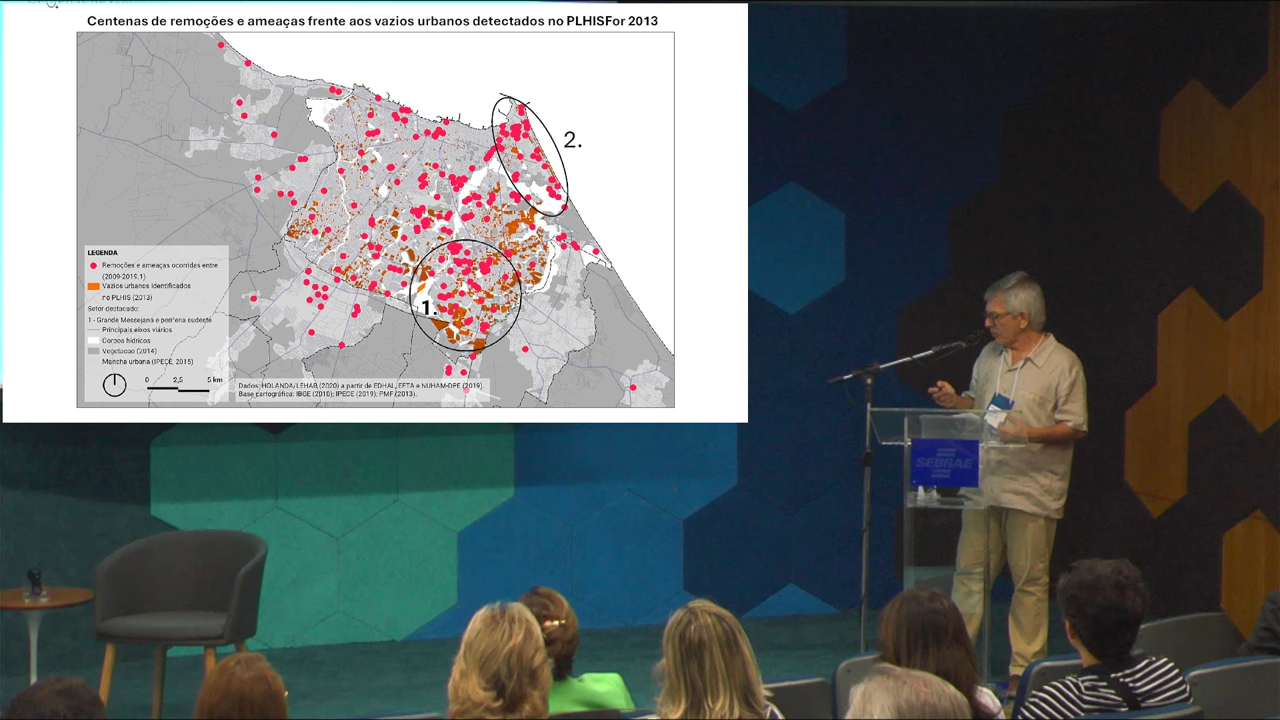 Centenas de remoções e ameaças frente aos vazios urbanos detectados no PLHISFor 2013
2.
1.
LEGENDA
Remoções e ameaças ocorridas entre
(2009-2019.1)
Vazios urbanos identificados
no PLHIS (2013)
Setor destacado:
1 - Grande Messejana e periferia sudeste
Principais eixos viários
Corpos hídricos
Vegetacao (2014)
Mancha urbana (IPECE, 2015)
0 2,5 5 km
Dados: HOLANDA/LEHAB (2020) a partir de EDHAL, EFTA e NUHAM-DPE (2019).
Base cartográfica: IBGE (2010); IPECE (2019); PMF (2013).
SEBRAE